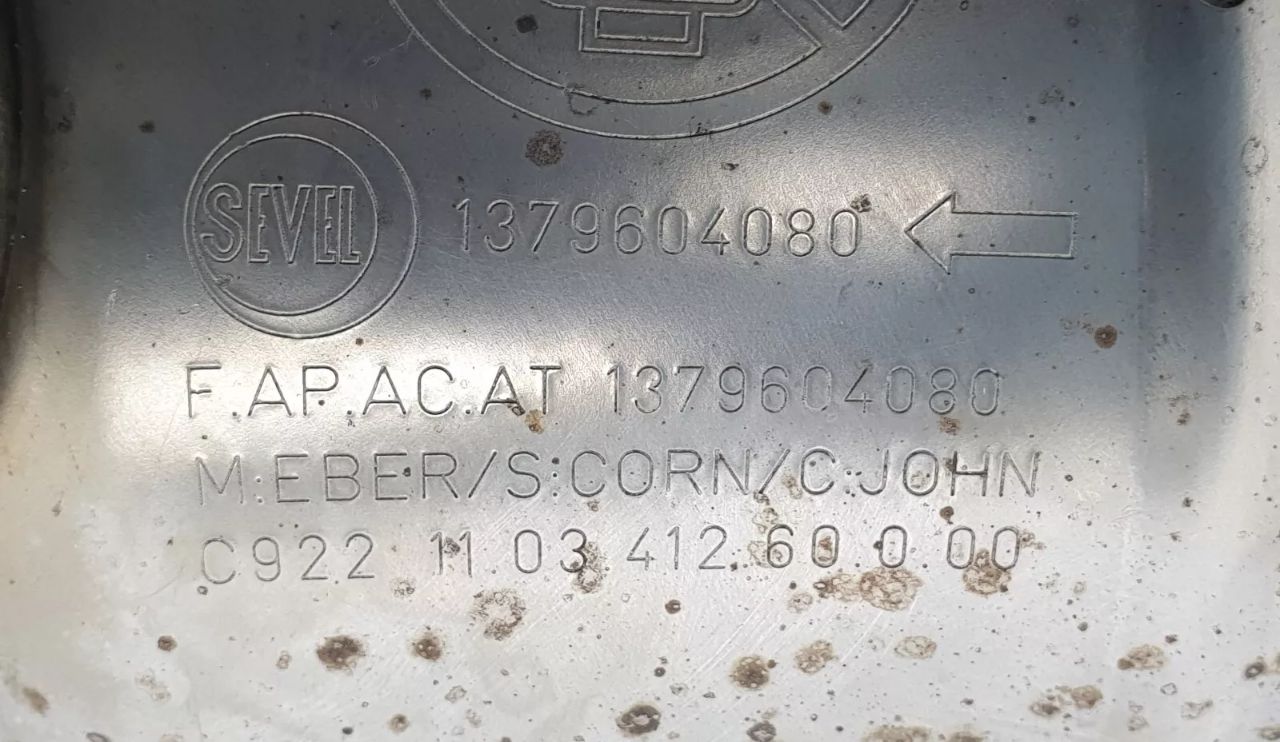 SEVEL 1379604080
F.AP.AC.AT 1379604080
M:EBER/S:CORN/C:JOHN
C922 11.03.412.60.0.00